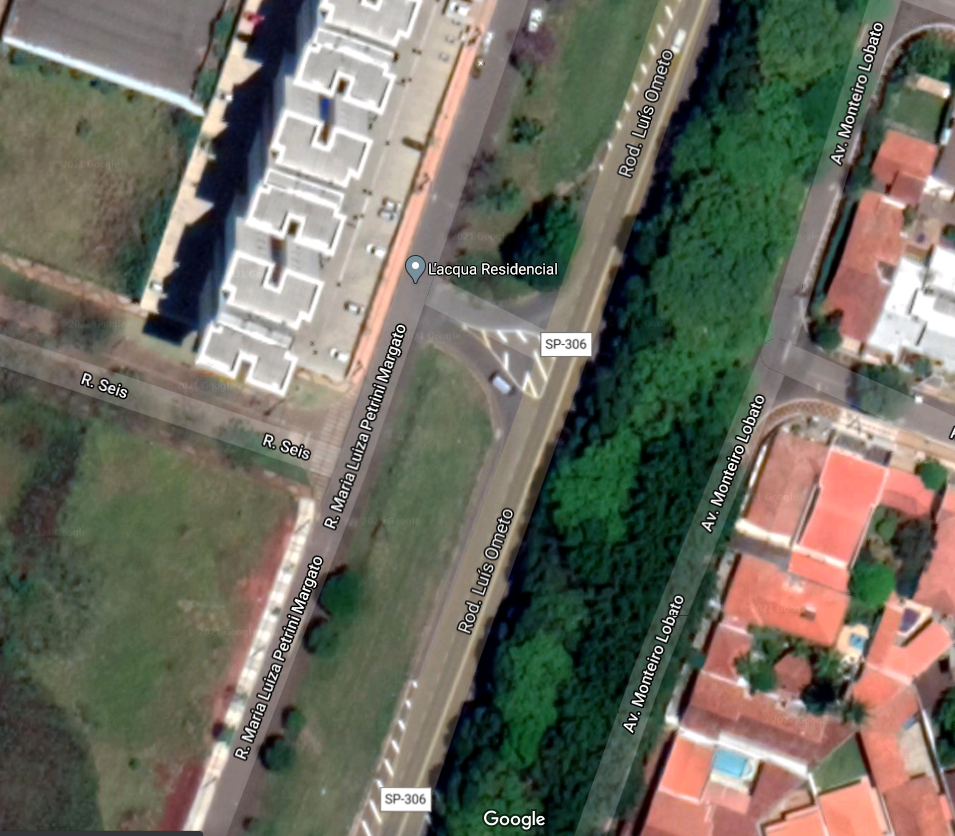 Av. Monteiro Lobato
Rod. Luís Ometo
L'acqua Residencial
SP-306
R. Maria Luiza Petrini Margato
R. Seis
R. Seis
Av. Monteiro Lobato
Rod. Luís Ometo
R. Maria Luiza Petrini Margato
Av. Monteiro Lobato
SP-306
Google